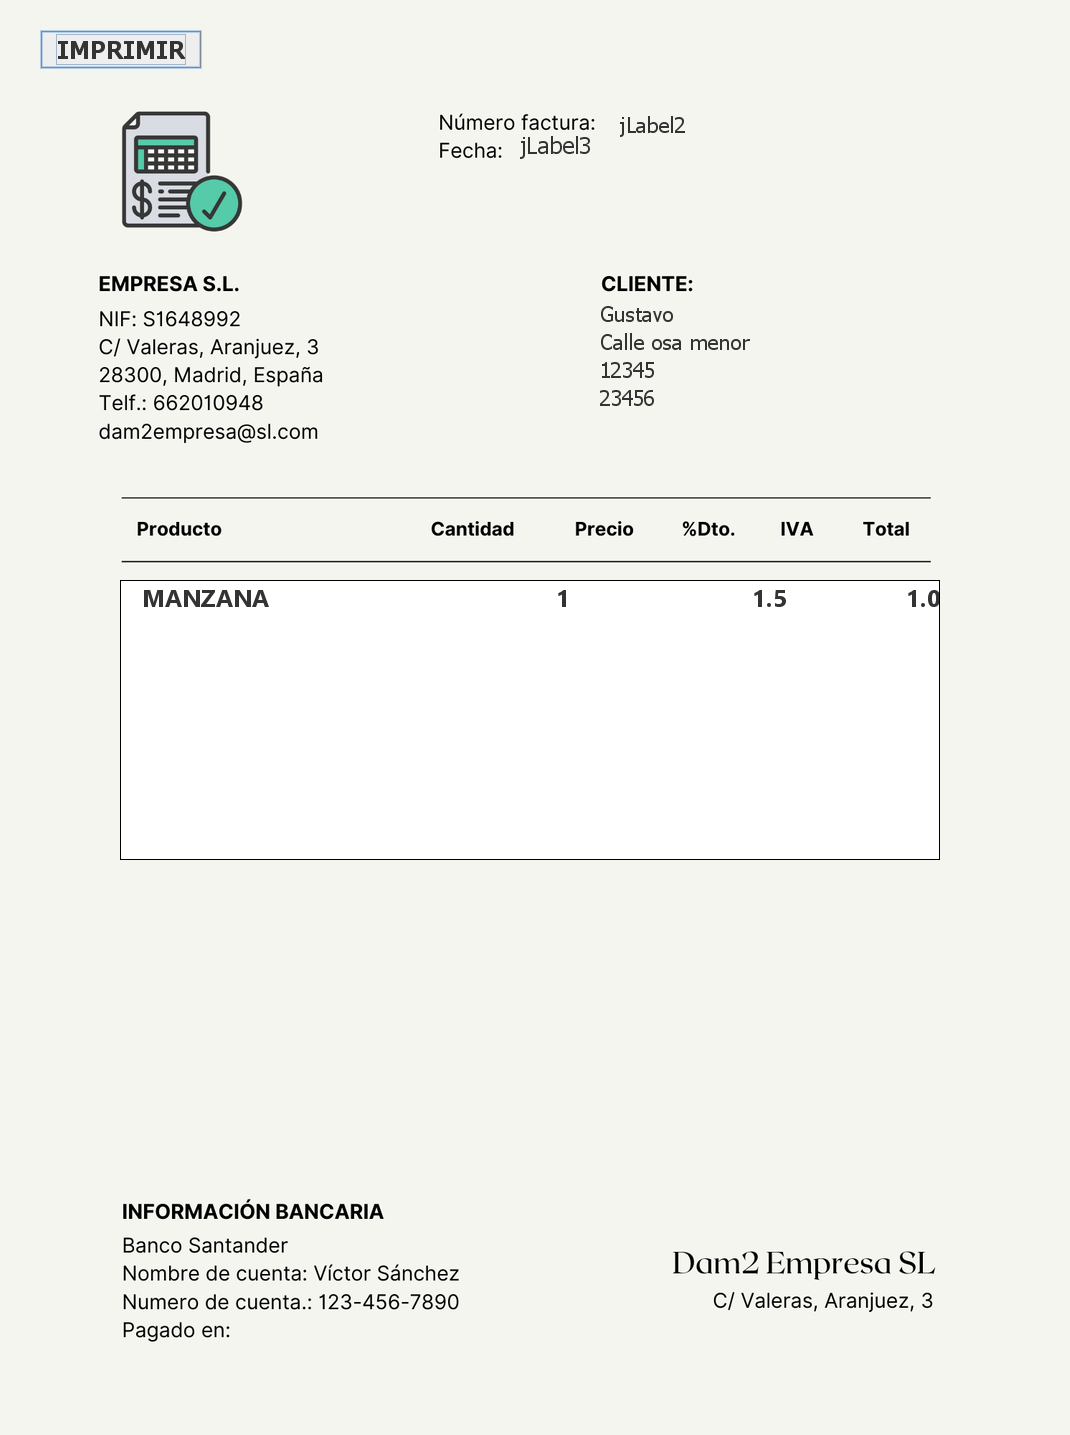 IMPRIMIR
Número factura: jLabel2
Fecha: jLabel3
$
EMPRESA S.L.
NIF: S1648992
C/ Valeras, Aranjuez, 3
28300, Madrid, España
Telf.: 662010948
dam2empresa@sl.com
CLIENTE:
Gustavo
Calle osa menor
12345
23456
Producto Cantidad Precio %Dto. IVA Total
MANZANA 1 1.5 1.0
INFORMACIÓN BANCARIA
Banco Santander
Nombre de cuenta: Víctor Sánchez
Numero de cuenta.: 123-456-7890
Pagado en:
Dam2 Empresa SL
C/ Valeras, Aranjuez, 3